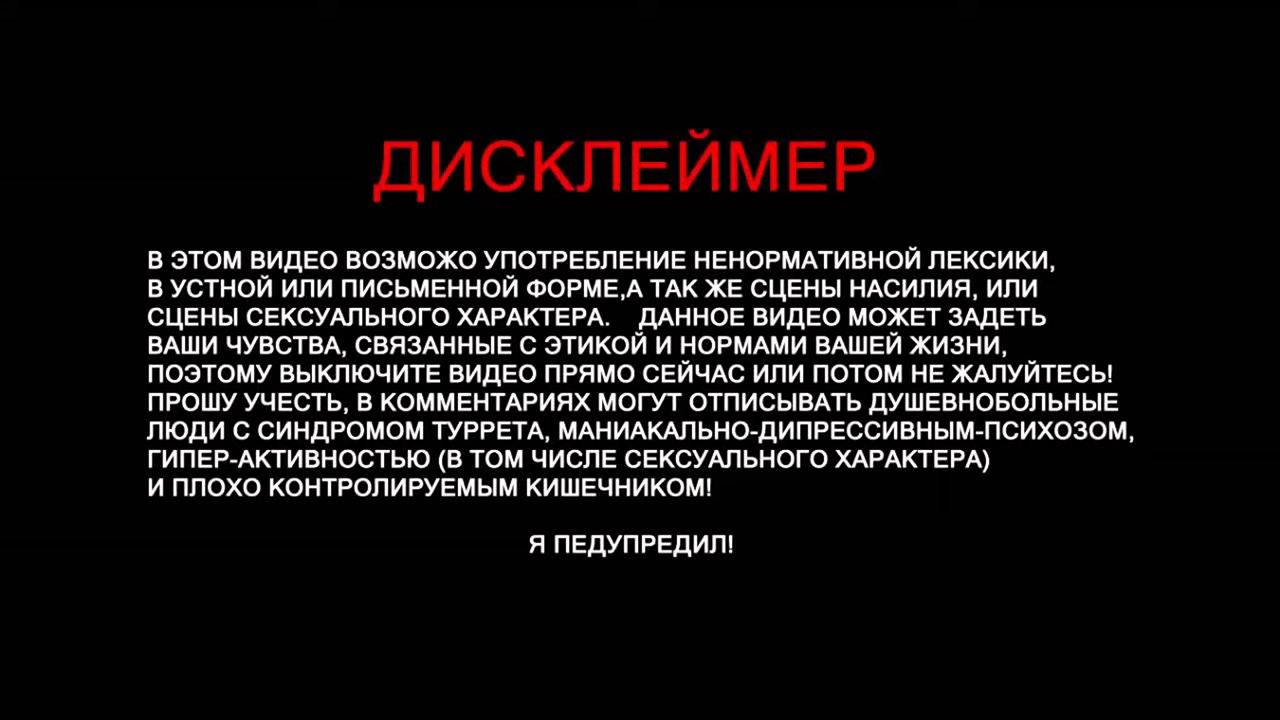 ДИСКЛЕЙМЕР
В ЭТОМ ВИДЕО ВОЗМОЖО УПОТРЕБЛЕНИЕ НЕНОРМАТИВНОЙ ЛЕКСИКИ,
В УСТНОЙ ИЛИ ПИСЬМЕННОЙ ФОРМЕ,А ТАК ЖЕ СЦЕНЫ НАСИЛИЯ, ИЛИ
СЦЕНЫ СЕКСУАЛЬНОГО ХАРАКТЕРА. ДАННОЕ ВИДЕО МОЖЕТ ЗАДЕТЬ
ВАШИ ЧУВСТВА, СВЯЗАННЫЕ С ЭТИКОЙ И НОРМАМИ ВАШЕЙ ЖИЗНИ,
ПОЭТОМУ ВЫКЛЮЧИТЕ ВИДЕО ПРЯМО СЕЙЧАС ИЛИ ПОТОМ НЕ ЖАЛУЙТЕСЬ!
ПРОШУ УЧЕСТЬ, В КОММЕНТАРИЯХ МОГУТ ОТПИСЫВАТЬ ДУШЕВНОБОЛЬНЫЕ
ЛЮДИ С СИНДРОМОМ ТУРРЕТА, МАНИАКАЛЬНО-ДИПРЕССИВНЫМ-ПСИХОЗОМ,
ГИПЕР-АКТИВНОСТЬЮ (В ТОМ ЧИСЛЕ СЕКСУАЛЬНОГО ХАРАКТЕРА)
И ПЛОХО КОНТРОЛИРУЕМЫМ КИШЕЧНИКОМ!
Я ПЕДУПРЕДИЛ!